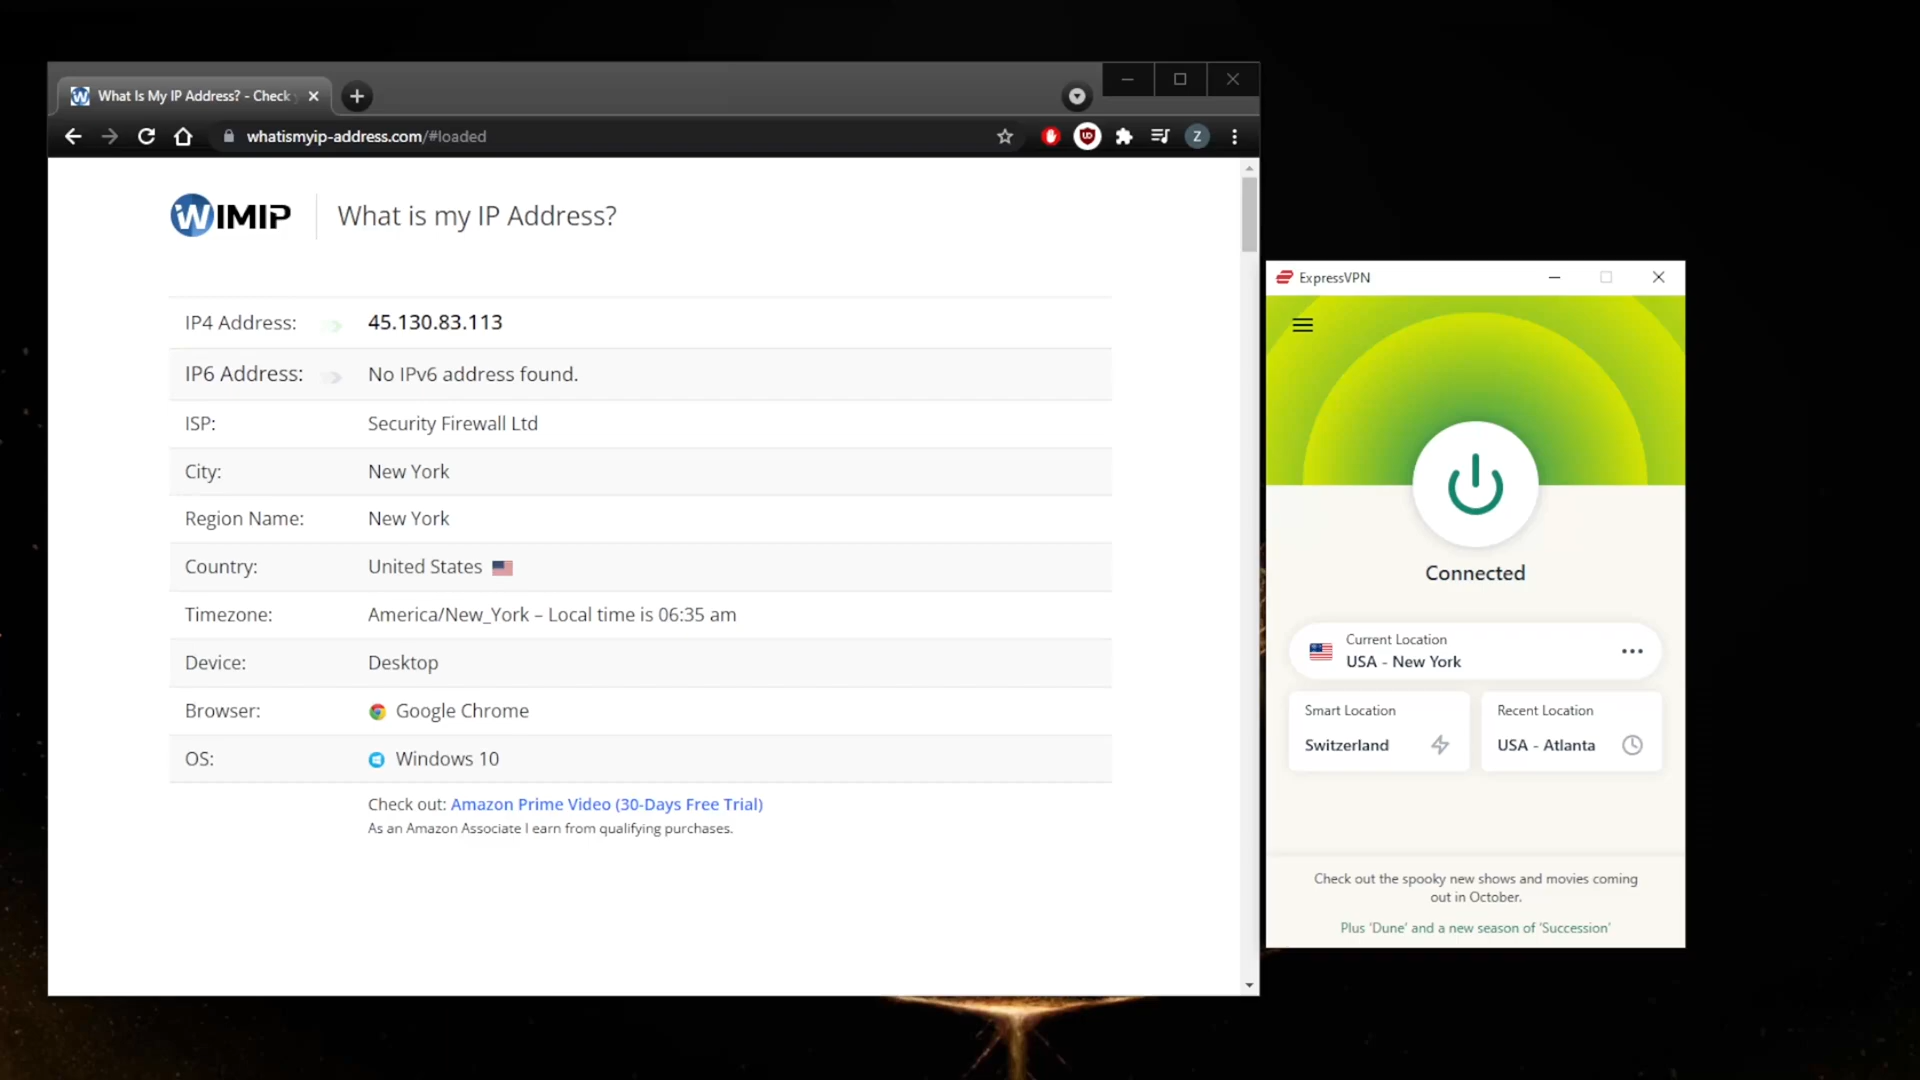 What Is My IP Address? - Check
whatismyip-address.com/#loaded
Z
WIMIP
What is my IP Address?
IP4 Address: 45.130.83.113
IP6 Address: No IPv6 address found.
ISP: Security Firewall Ltd
City: New York
Region Name: New York
Country: United States
Timezone: America/New_York – Local time is 06:35 am
Device: Desktop
Browser: Google Chrome
OS: Windows 10
Check out: Amazon Prime Video (30-Days Free Trial)
As an Amazon Associate I earn from qualifying purchases.
ExpressVPN
Connected
Current Location
USA - New York
Smart Location
Switzerland
Recent Location
USA - Atlanta
Check out the spooky new shows and movies coming
out in October.
Plus 'Dune' and a new season of 'Succession'